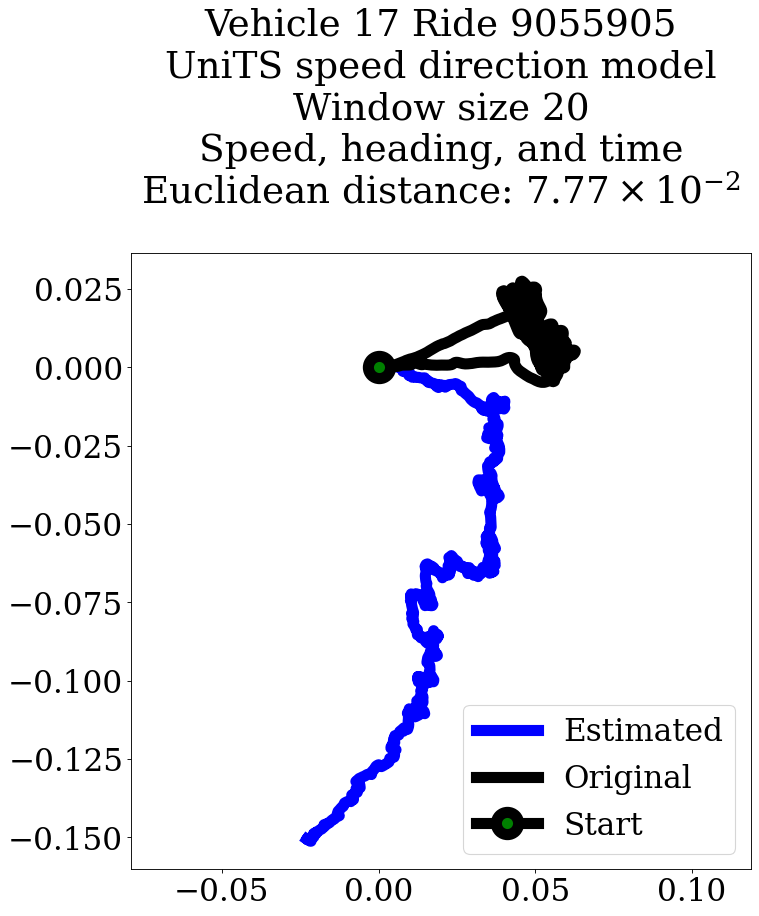 Vehicle 17 Ride 9055905
UniTS speed direction model
Window size 20
Speed, heading, and time
Euclidean distance: 7.77 × 10⁻²
0.025
0.000
−0.025
−0.050
−0.075
−0.100
−0.125
−0.150
Estimated
Original
Start
−0.05
0.00
0.05
0.10